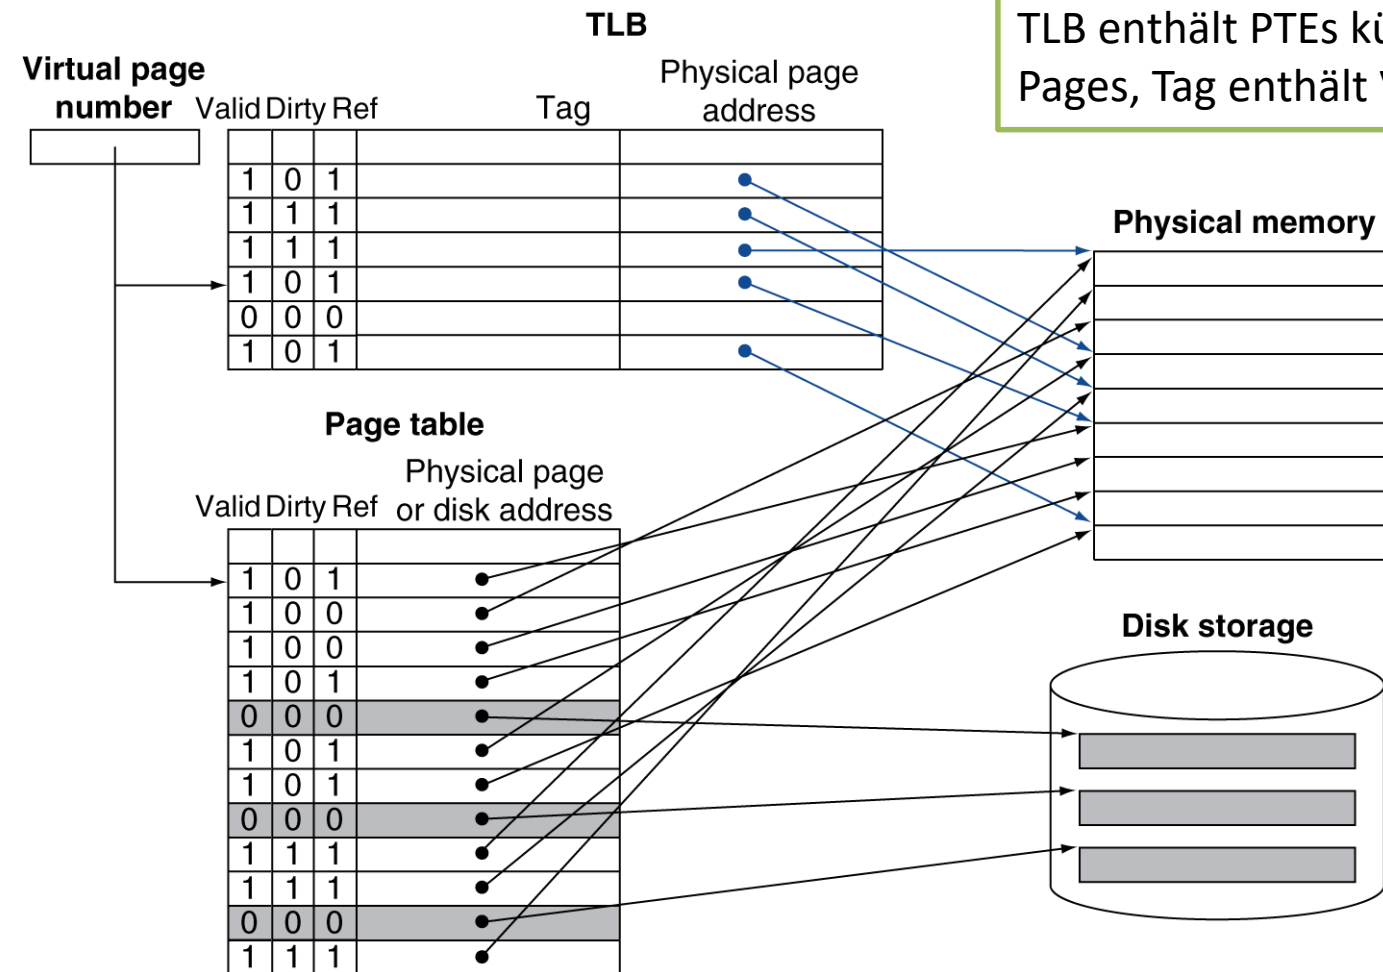 TLB
TLB enthält PTEs
Pages, Tag enthält
Virtual page
number
Valid Dirty Ref
Tag
Physical page
address
1 0 1
1 1 1
1 1 1
1 0 1
0 0 0
1 0 1
Physical memory
Page table
Physical page
or disk address
Valid Dirty Ref
1 0 1
1 0 0
1 0 0
1 0 1
0 0 0
1 0 1
1 0 1
0 0 0
1 1 1
1 1 1
0 0 0
1 1 1
Disk storage